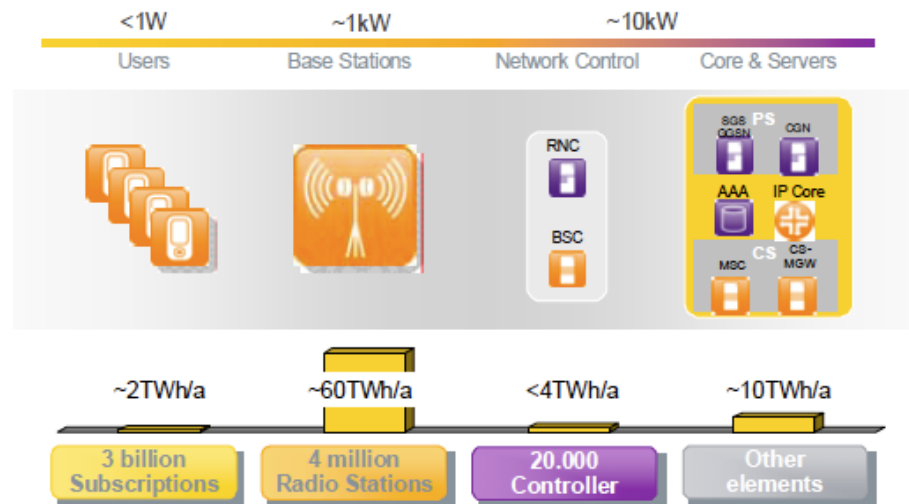 <1W ~1kW ~10kW
Users Base Stations Network Control Core & Servers
RNC
BSC
SGS PS
GGSN CGN
AAA IP Core
CS CS-
MSC MGW
~2TWh/a ~60TWh/a <4TWh/a ~10TWh/a
3 billion
Subscriptions
4 million
Radio Stations
20.000
Controller
Other
elements